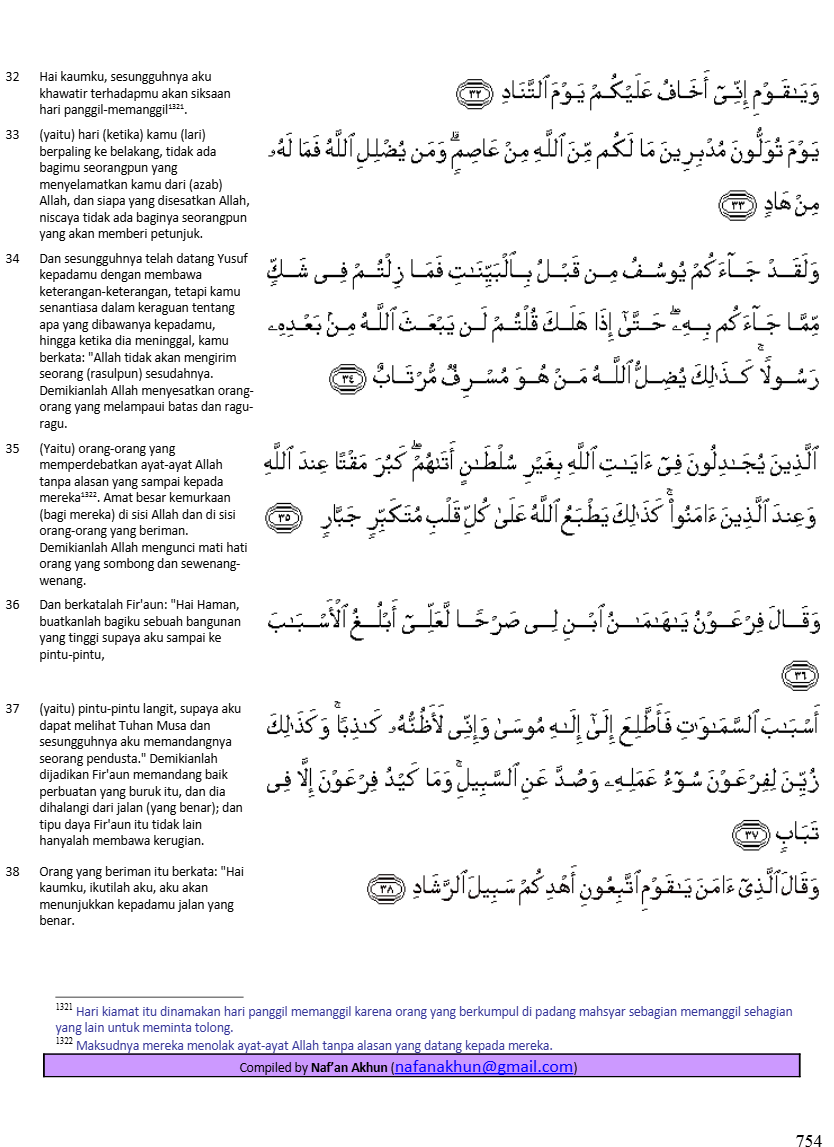 32 Hai kaumku, sesungguhnya aku
khawatir terhadapmu akan siksaan
hari panggil-memanggil¹³²¹.
وَيَٰقَوْمِ إِنِّىٓ أَخَافُ عَلَيْكُمْ يَوْمَ ٱلتَّنَادِ ٣٢
33 (yaitu) hari (ketika) kamu (lari)
berpaling ke belakang, tidak ada
bagimu seorangpun yang
menyelamatkan kamu dari (azab)
Allah, dan siapa yang disesatkan Allah,
niscaya tidak ada baginya seorangpun
yang akan memberi petunjuk.
يَوْمَ تُوَلُّونَ مُدْبِرِينَ مَا لَكُم مِّنَ ٱللَّهِ مِنْ عَاصِمٍ ۗ وَمَن يُضْلِلِ ٱللَّهُ فَمَا لَهُۥ
مِنْ هَادٍ ٣٣
34 Dan sesungguhnya telah datang Yusuf
kepadamu dengan membawa
keterangan-keterangan, tetapi kamu
senantiasa dalam keraguan tentang
apa yang dibawanya kepadamu,
hingga ketika dia meninggal, kamu
berkata: "Allah tidak akan mengirim
seorang (rasulpun) sesudahnya.
Demikianlah Allah menyesatkan orang-
orang yang melampaui batas dan ragu-
ragu.
وَلَقَدْ جَآءَكُمْ يُوسُفُ مِن قَبْلُ بِٱلْبَيِّنَٰتِ فَمَا زِلْتُمْ فِى شَكٍّ
مِّمَّا جَآءَكُم بِهِۦ ۖ حَتَّىٰٓ إِذَا هَلَكَ قُلْتُمْ لَن يَبْعَثَ ٱللَّهُ مِنۢ بَعْدِهِۦ
رَسُولًا ۚ كَذَٰلِكَ يُضِلُّ ٱللَّهُ مَنْ هُوَ مُسْرِفٌ مُّرْتَابٌ ٣٤
35 (Yaitu) orang-orang yang
memperdebatkan ayat-ayat Allah
tanpa alasan yang sampai kepada
mereka¹³²². Amat besar kemurkaan
(bagi mereka) di sisi Allah dan di sisi
orang-orang yang beriman.
Demikianlah Allah mengunci mati hati
orang yang sombong dan sewenang-
wenang.
ٱلَّذِينَ يُجَٰدِلُونَ فِىٓ ءَايَٰتِ ٱللَّهِ بِغَيْرِ سُلْطَٰنٍ أَتَىٰهُمْ ۖ كَبُرَ مَقْتًا عِندَ ٱللَّهِ
وَعِندَ ٱلَّذِينَ ءَامَنُوا۟ ۚ كَذَٰلِكَ يَطْبَعُ ٱللَّهُ عَلَىٰ كُلِّ قَلْبِ مُتَكَبِّرٍ جَبَّارٍ ٣٥
36 Dan berkatalah Fir'aun: "Hai Haman,
buatkanlah bagiku sebuah bangunan
yang tinggi supaya aku sampai ke
pintu-pintu,
وَقَالَ فِرْعَوْنُ يَٰهَٰمَٰنُ ٱبْنِ لِى صَرْحًا لَّعَلِّىٓ أَبْلُغُ ٱلْأَسْبَٰبَ
٣٦
37 (yaitu) pintu-pintu langit, supaya aku
dapat melihat Tuhan Musa dan
sesungguhnya aku memandangnya
seorang pendusta." Demikianlah
dijadikan Fir'aun memandang baik
perbuatan yang buruk itu, dan dia
dihalangi dari jalan (yang benar); dan
tipu daya Fir'aun itu tidak lain
hanyalah membawa kerugian.
أَسْبَٰبَ ٱلسَّمَٰوَٰتِ فَأَطَّلِعَ إِلَىٰٓ إِلَٰهِ مُوسَىٰ وَإِنِّى لَأَظُنُّهُۥ كَٰذِبًا ۚ وَكَذَٰلِكَ
زُيِّنَ لِفِرْعَوْنَ سُوٓءُ عَمَلِهِۦ وَصُدَّ عَنِ ٱلسَّبِيلِ ۚ وَمَا كَيْدُ فِرْعَوْنَ إِلَّا فِى
تَبَابٍ ٣٧
38 Orang yang beriman itu berkata: "Hai
kaumku, ikutilah aku, aku akan
menunjukkan kepadamu jalan yang
benar.
وَقَالَ ٱلَّذِىٓ ءَامَنَ يَٰقَوْمِ ٱتَّبِعُونِ أَهْدِكُمْ سَبِيلَ ٱلرَّشَادِ ٣٨
¹³²¹ Hari kiamat itu dinamakan hari panggil memanggil karena orang yang berkumpul di padang mahsyar sebagian memanggil sehagian
yang lain untuk meminta tolong.
¹³²² Maksudnya mereka menolak ayat-ayat Allah tanpa alasan yang datang kepada mereka.
Compiled by Naf'an Akhun (nafanakhun@gmail.com)
754